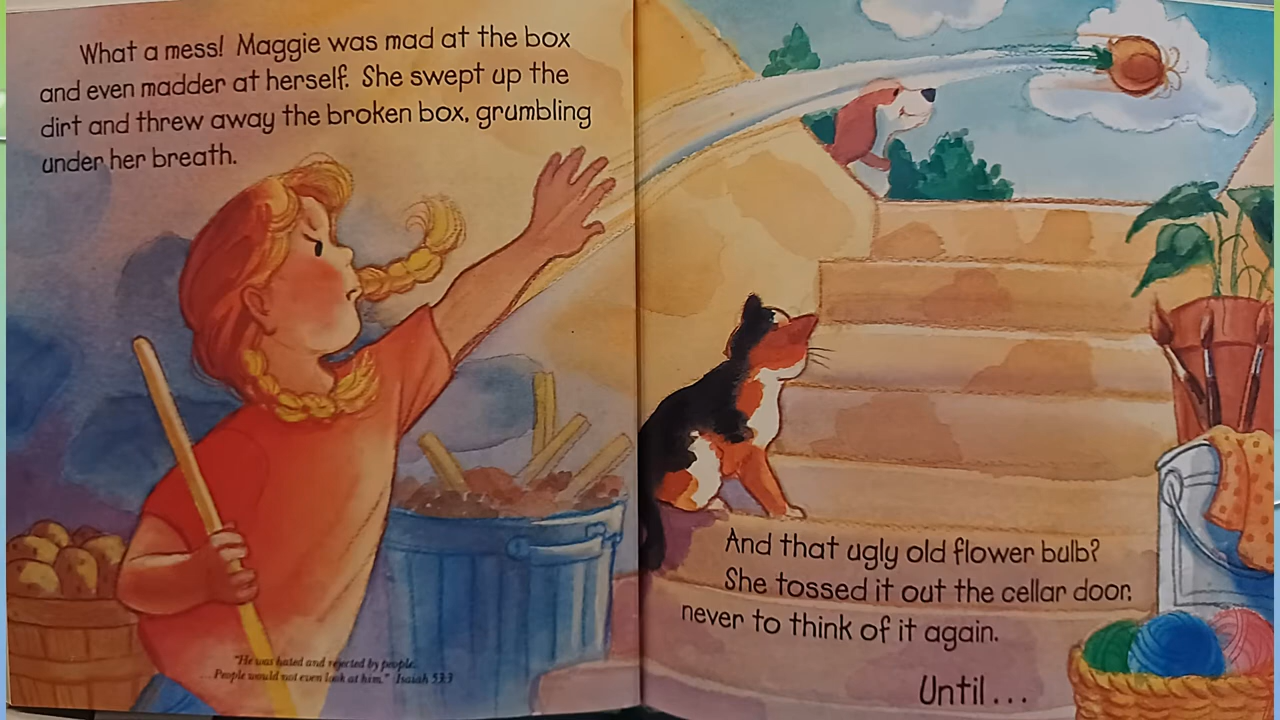 What a mess! Maggie was mad at the box
and even madder at herself. She swept up the
dirt and threw away the broken box, grumbling
under her breath.
"He was hated and rejected by people.
. . . People would not even look at him." Isaiah 53:3
And that ugly old flower bulb?
She tossed it out the cellar door,
never to think of it again.
Until . . .